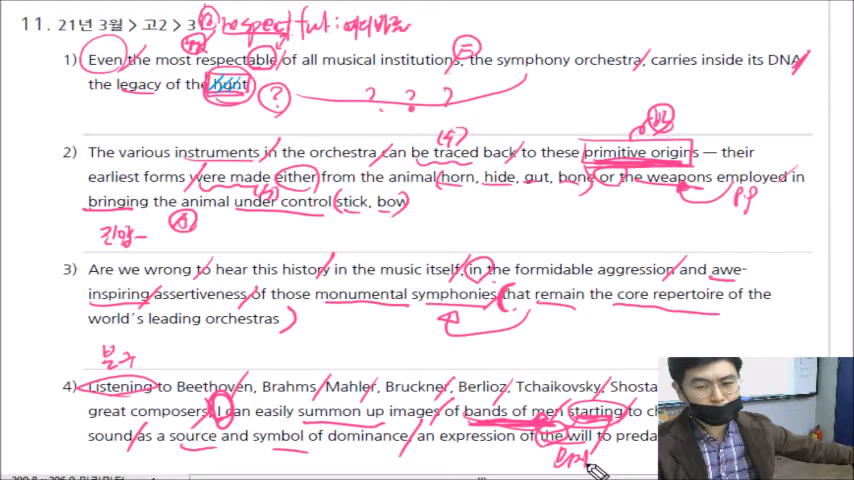 11. 21년 3월 > 고2 > 3
respectful:
1) Even the most respectable of all musical institutions, the symphony orchestra, carries inside its DNA
the legacy of the hunt
? ? ? ?
2) The various instruments in the orchestra can be traced back to these primitive origins — their
earliest forms were made either from the animal (horn, hide, gut, bone) or the weapons employed in
p.p
bringing the animal under control (stick, bow)
3) Are we wrong to hear this history in the music itself, in the formidable aggression and awe-
inspiring assertiveness of those monumental symphonies that remain the core repertoire of the
world´s leading orchestras
분구
4) Listening to Beethoven, Brahms, Mahler, Bruckner, Berlioz, Tchaikovsky, Shosta
great composers, I can easily summon up images of bands of men starting to
sound as a source and symbol of dominance, an expression of the will to